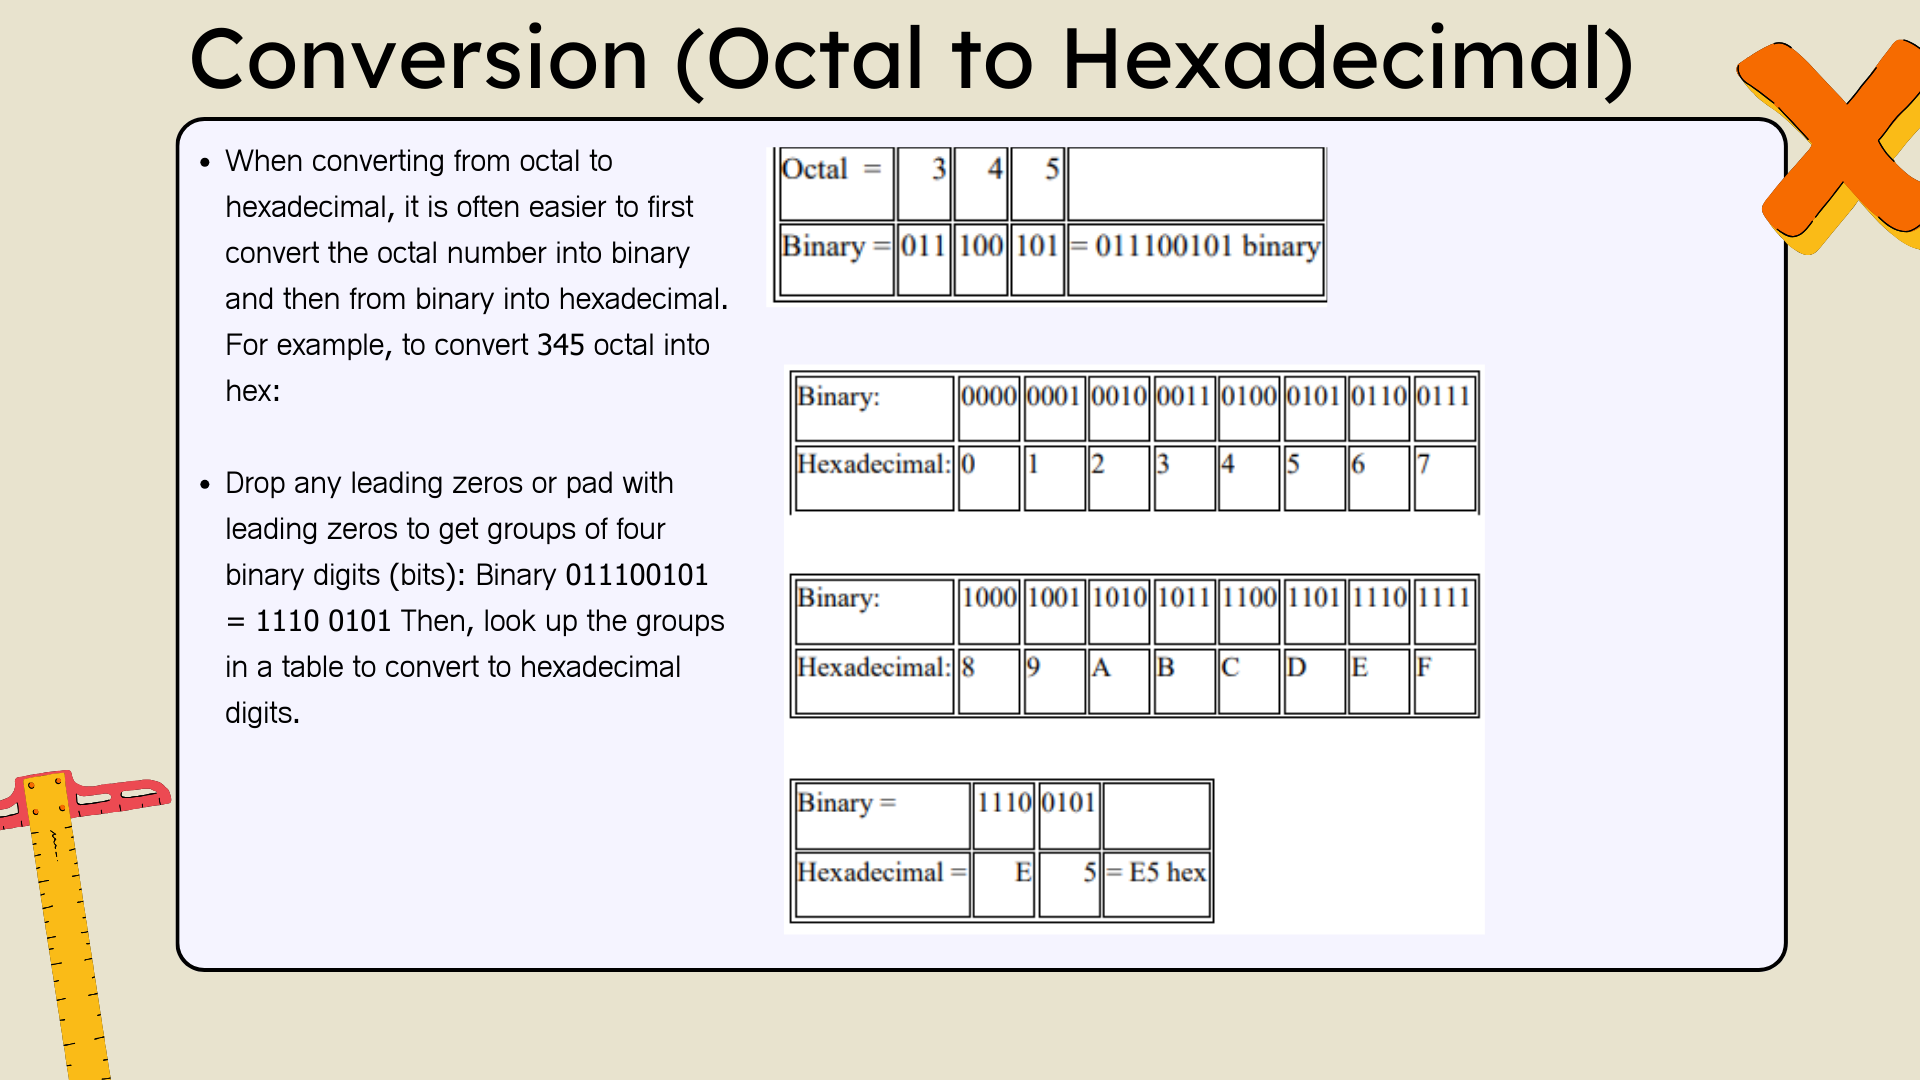 Conversion (Octal to Hexadecimal)
• When converting from octal to
hexadecimal, it is often easier to first
convert the octal number into binary
and then from binary into hexadecimal.
For example, to convert 345 octal into
hex:
• Drop any leading zeros or pad with
leading zeros to get groups of four
binary digits (bits): Binary 011100101
= 1110 0101 Then, look up the groups
in a table to convert to hexadecimal
digits.
Octal = 3 4 5
Binary = 011 100 101 = 011100101 binary
Binary: 0000 0001 0010 0011 0100 0101 0110 0111
Hexadecimal: 0 1 2 3 4 5 6 7
Binary: 1000 1001 1010 1011 1100 1101 1110 1111
Hexadecimal: 8 9 A B C D E F
Binary = 1110 0101
Hexadecimal = E 5 = E5 hex